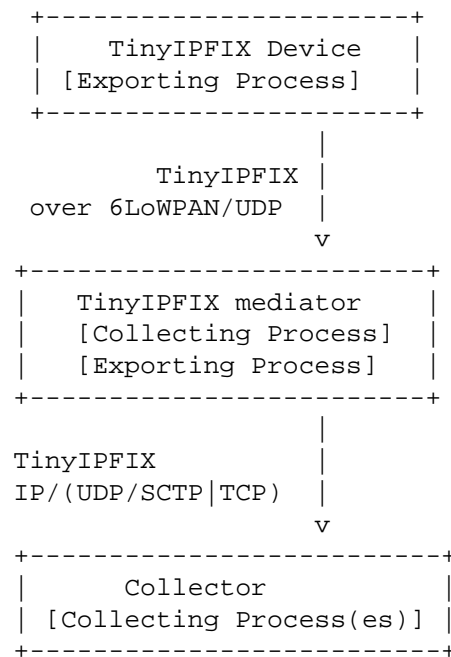 TinyIPFIX Device
[Exporting Process]
TinyIPFIX
over 6LoWPAN/UDP
v
TinyIPFIX mediator
[Collecting Process]
[Exporting Process]
TinyIPFIX
IP/(UDP/SCTP|TCP)
v
Collector
[Collecting Process(es)]